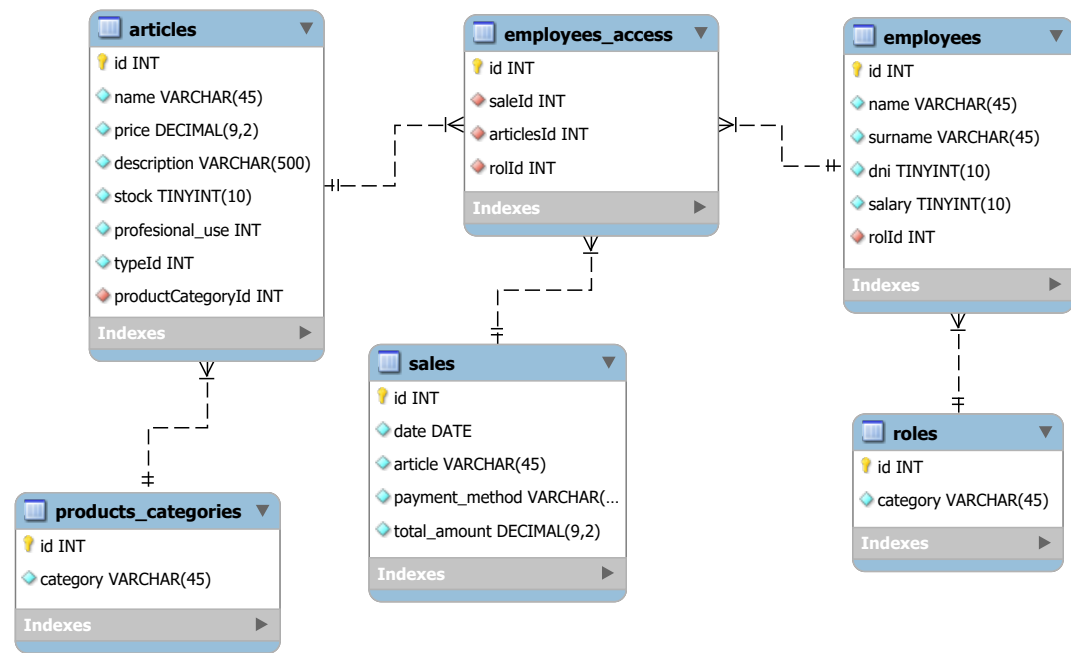 articles
id INT
name VARCHAR(45)
price DECIMAL(9,2)
description VARCHAR(500)
stock TINYINT(10)
profesional_use INT
typeId INT
productCategoryId INT
Indexes
employees_access
id INT
saleId INT
articlesId INT
rolId INT
Indexes
employees
id INT
name VARCHAR(45)
surname VARCHAR(45)
dni TINYINT(10)
salary TINYINT(10)
rolId INT
Indexes
sales
id INT
date DATE
article VARCHAR(45)
payment_method VARCHAR(...
total_amount DECIMAL(9,2)
Indexes
roles
id INT
category VARCHAR(45)
Indexes
products_categories
id INT
category VARCHAR(45)
Indexes